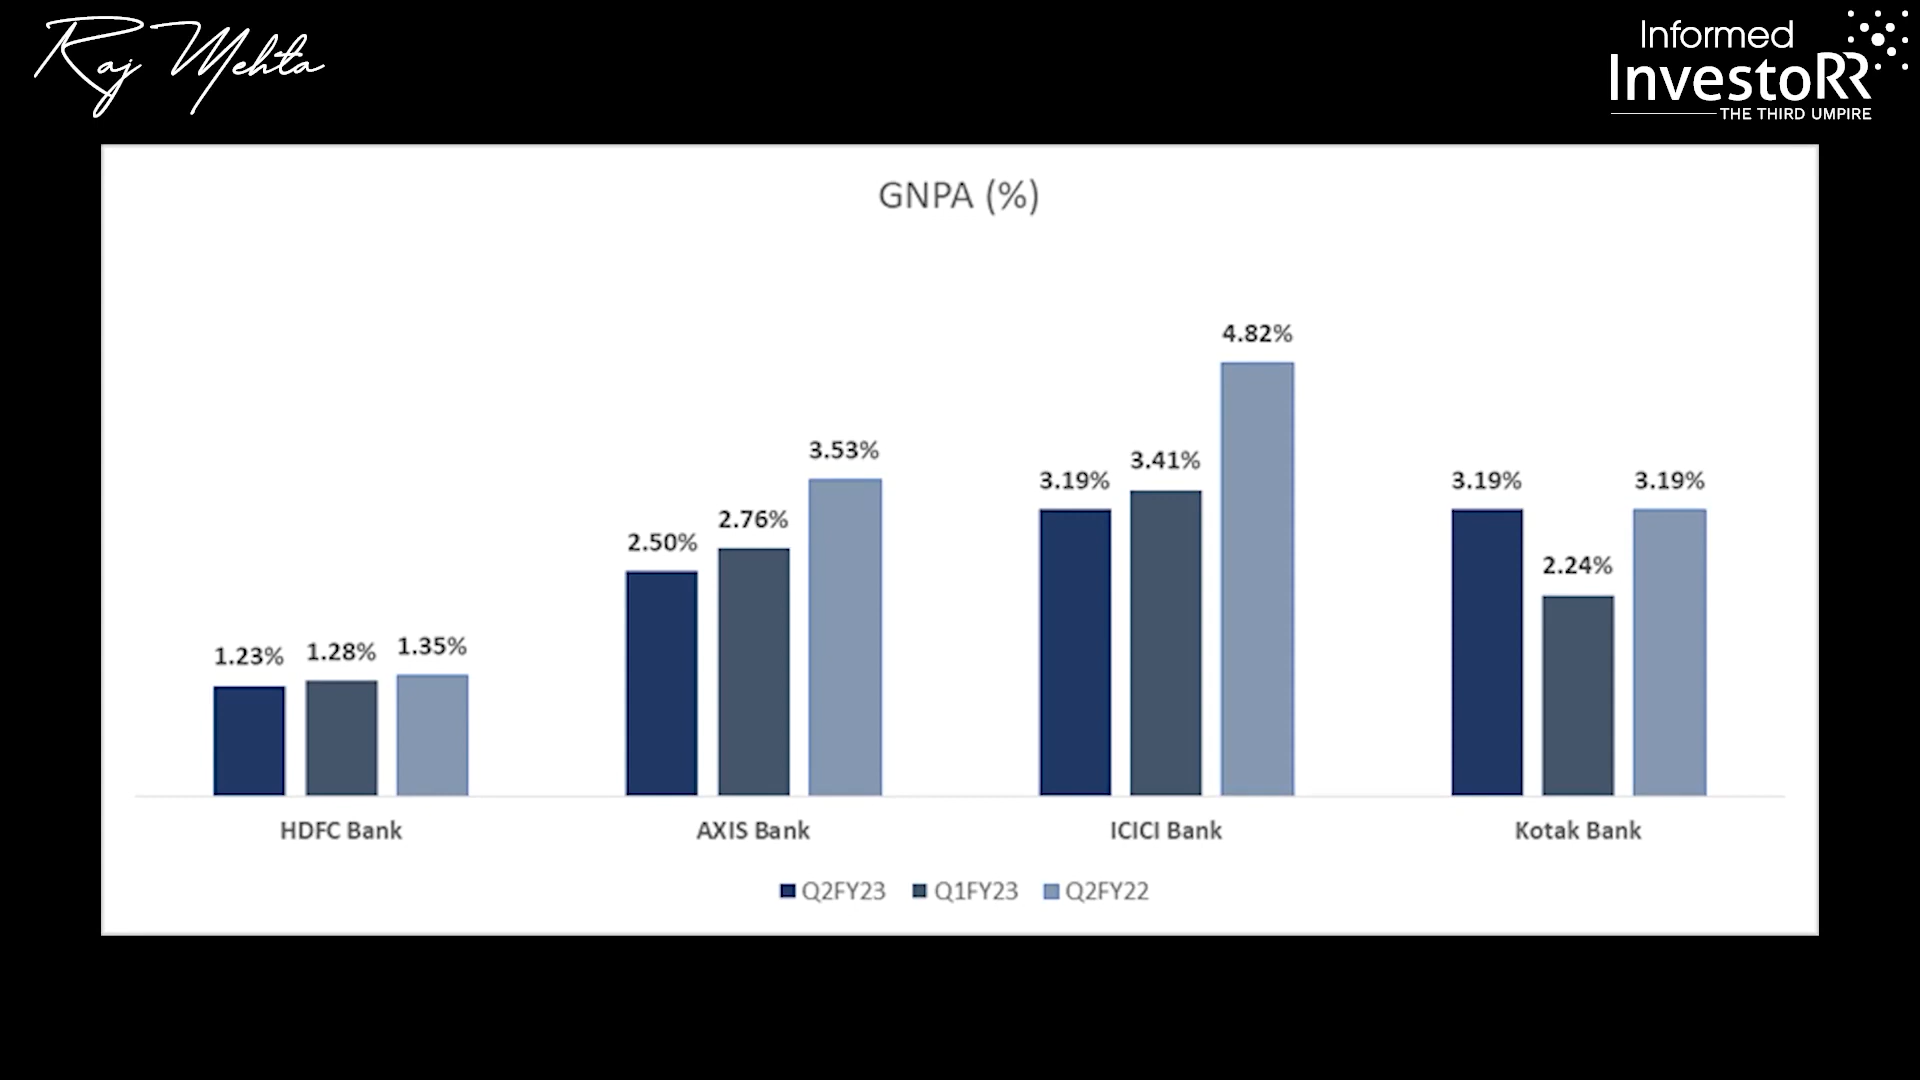 Raj Mehta
Informed
InvestoRR
THE THIRD UMPIRE
GNPA (%)
4.82%
3.53%
3.41%
3.19%
3.19%
3.19%
2.76%
2.50%
2.24%
1.35%
1.28%
1.23%
HDFC Bank
AXIS Bank
ICICI Bank
Kotak Bank
Q2FY23
Q1FY23
Q2FY22